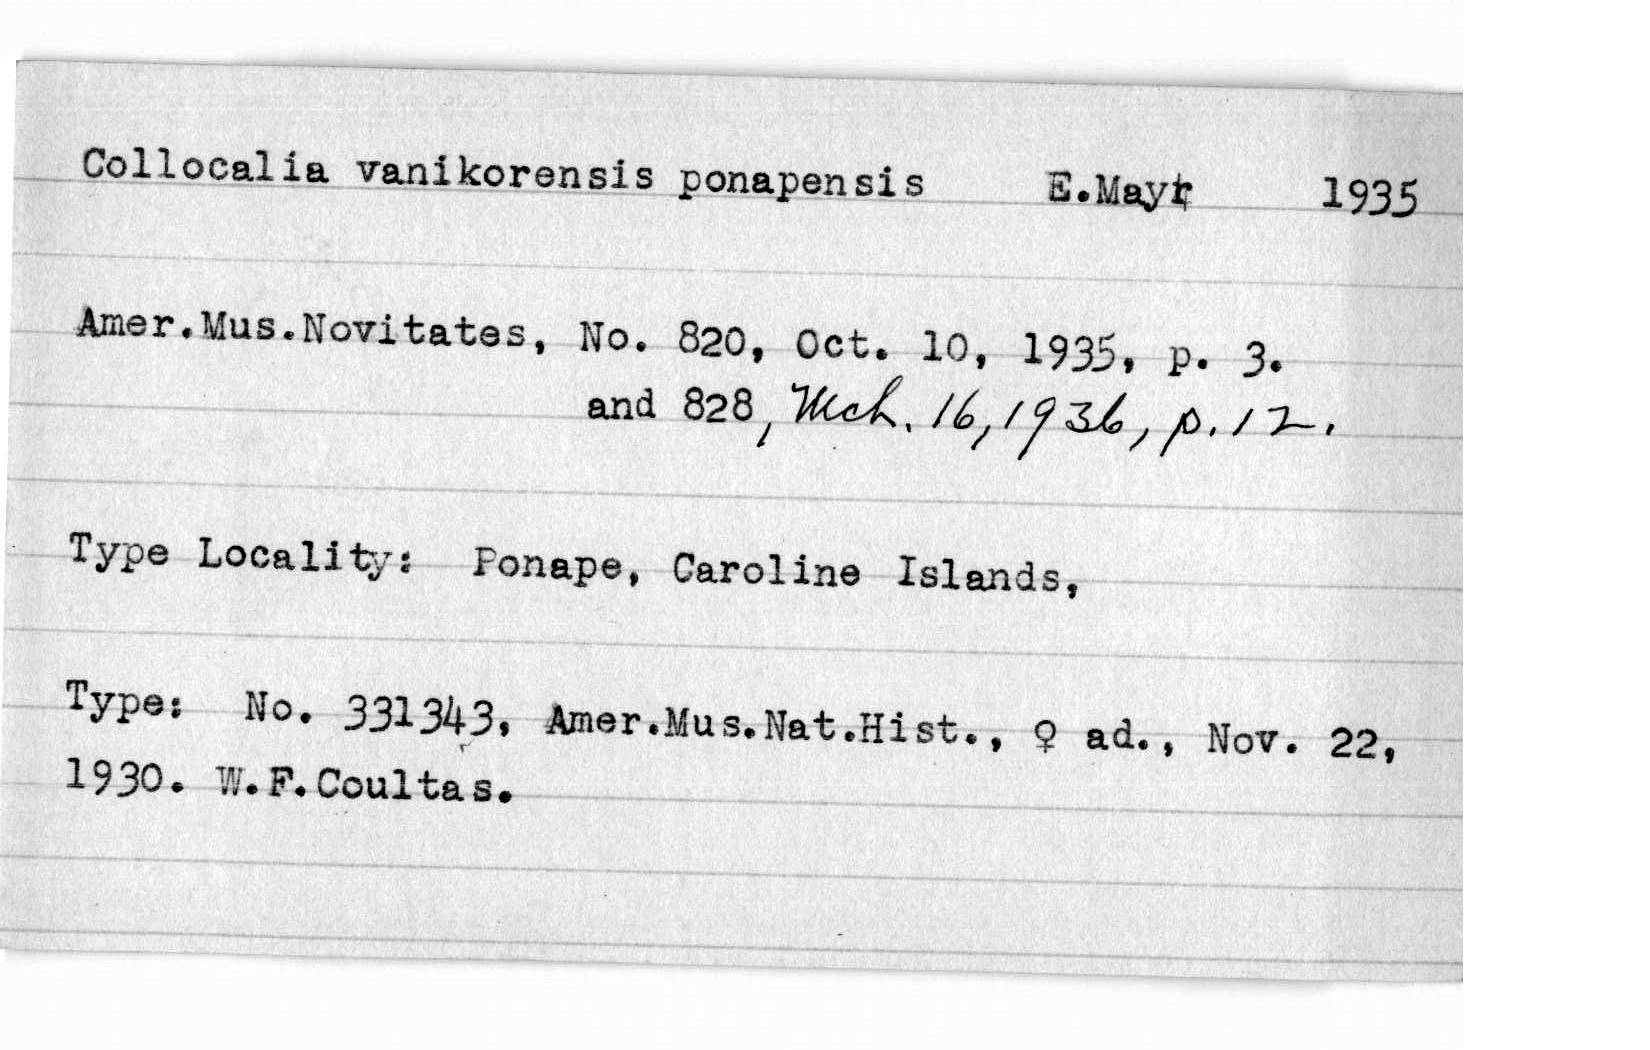 Collocalia vanikorensis ponapensis E.Mayr 1935
Amer.Mus.Novitates, No. 820, Oct. 10, 1935, p. 3.
and 828, Mch. 16, 1936, p. 12.
Type Locality: Ponape, Caroline Islands,
Type: No. 331343, Amer.Mus.Nat.Hist., ♀ ad., Nov. 22,
1930. W.F.Coultas.